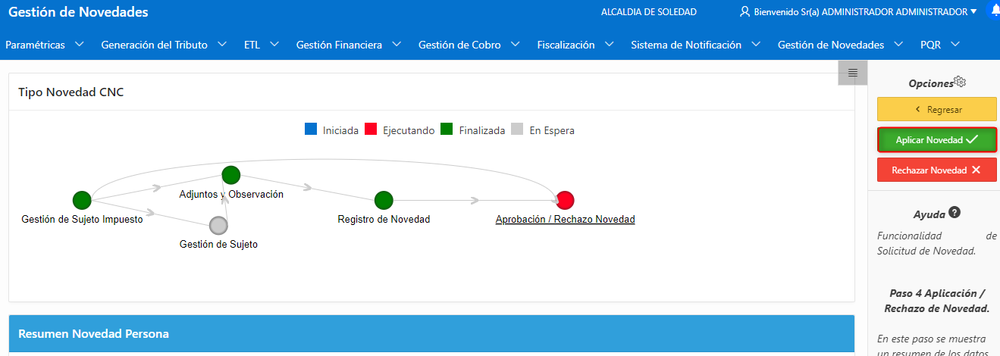 Gestión de Novedades
ALCALDIA DE SOLEDAD
Bienvenido Sr(a) ADMINISTRADOR ADMINISTRADOR
Paramétricas
Generación del Tributo
ETL
Gestión Financiera
Gestión de Cobro
Fiscalización
Sistema de Notificación
Gestión de Novedades
PQR
Tipo Novedad CNC
Iniciada
Ejecutando
Finalizada
En Espera
Adjuntos y Observación
Gestión de Sujeto Impuesto
Registro de Novedad
Aprobación / Rechazo Novedad
Gestión de Sujeto
Resumen Novedad Persona
Opciones
Regresar
Aplicar Novedad
Rechazar Novedad
Ayuda
Funcionalidad de
Solicitud de Novedad.
Paso 4 Aplicación /
Rechazo de Novedad.
En este paso se muestra
un resumen de los datos